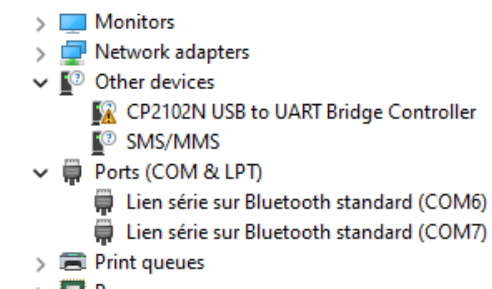 Monitors
Network adapters
Other devices
CP2102N USB to UART Bridge Controller
SMS/MMS
Ports (COM & LPT)
Lien série sur Bluetooth standard (COM6)
Lien série sur Bluetooth standard (COM7)
Print queues